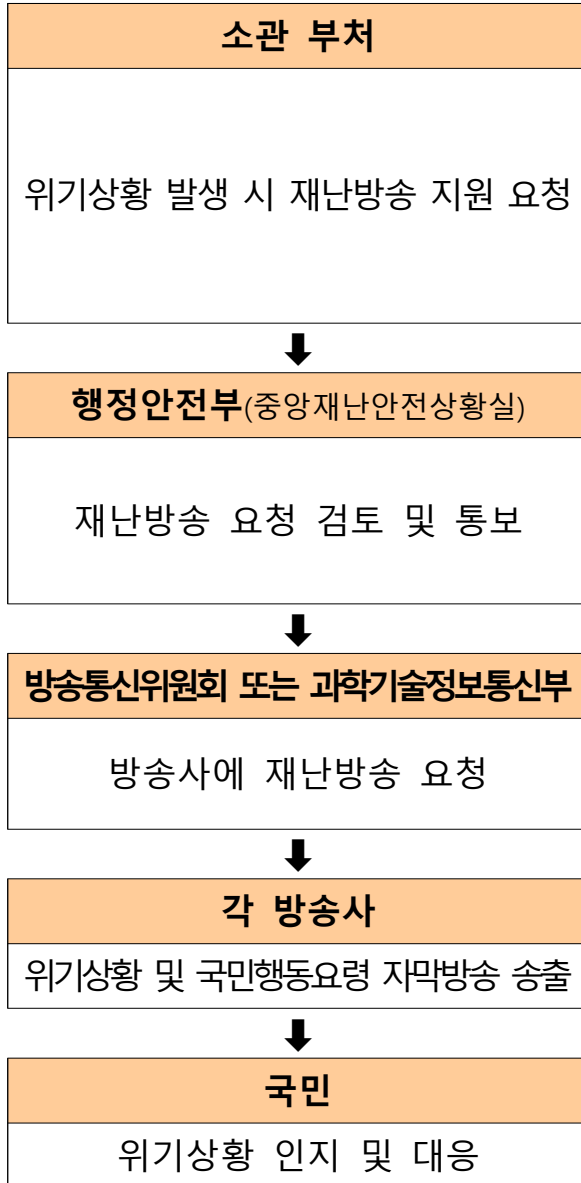 소관 부처
위기상황 발생 시 재난방송 지원 요청
행정안전부(중앙재난안전상황실)
재난방송 요청 검토 및 통보
방송통신위원회 또는 과학기술정보통신부
방송사에 재난방송 요청
각 방송사
위기상황 및 국민행동요령 자막방송 송출
국민
위기상황 인지 및 대응